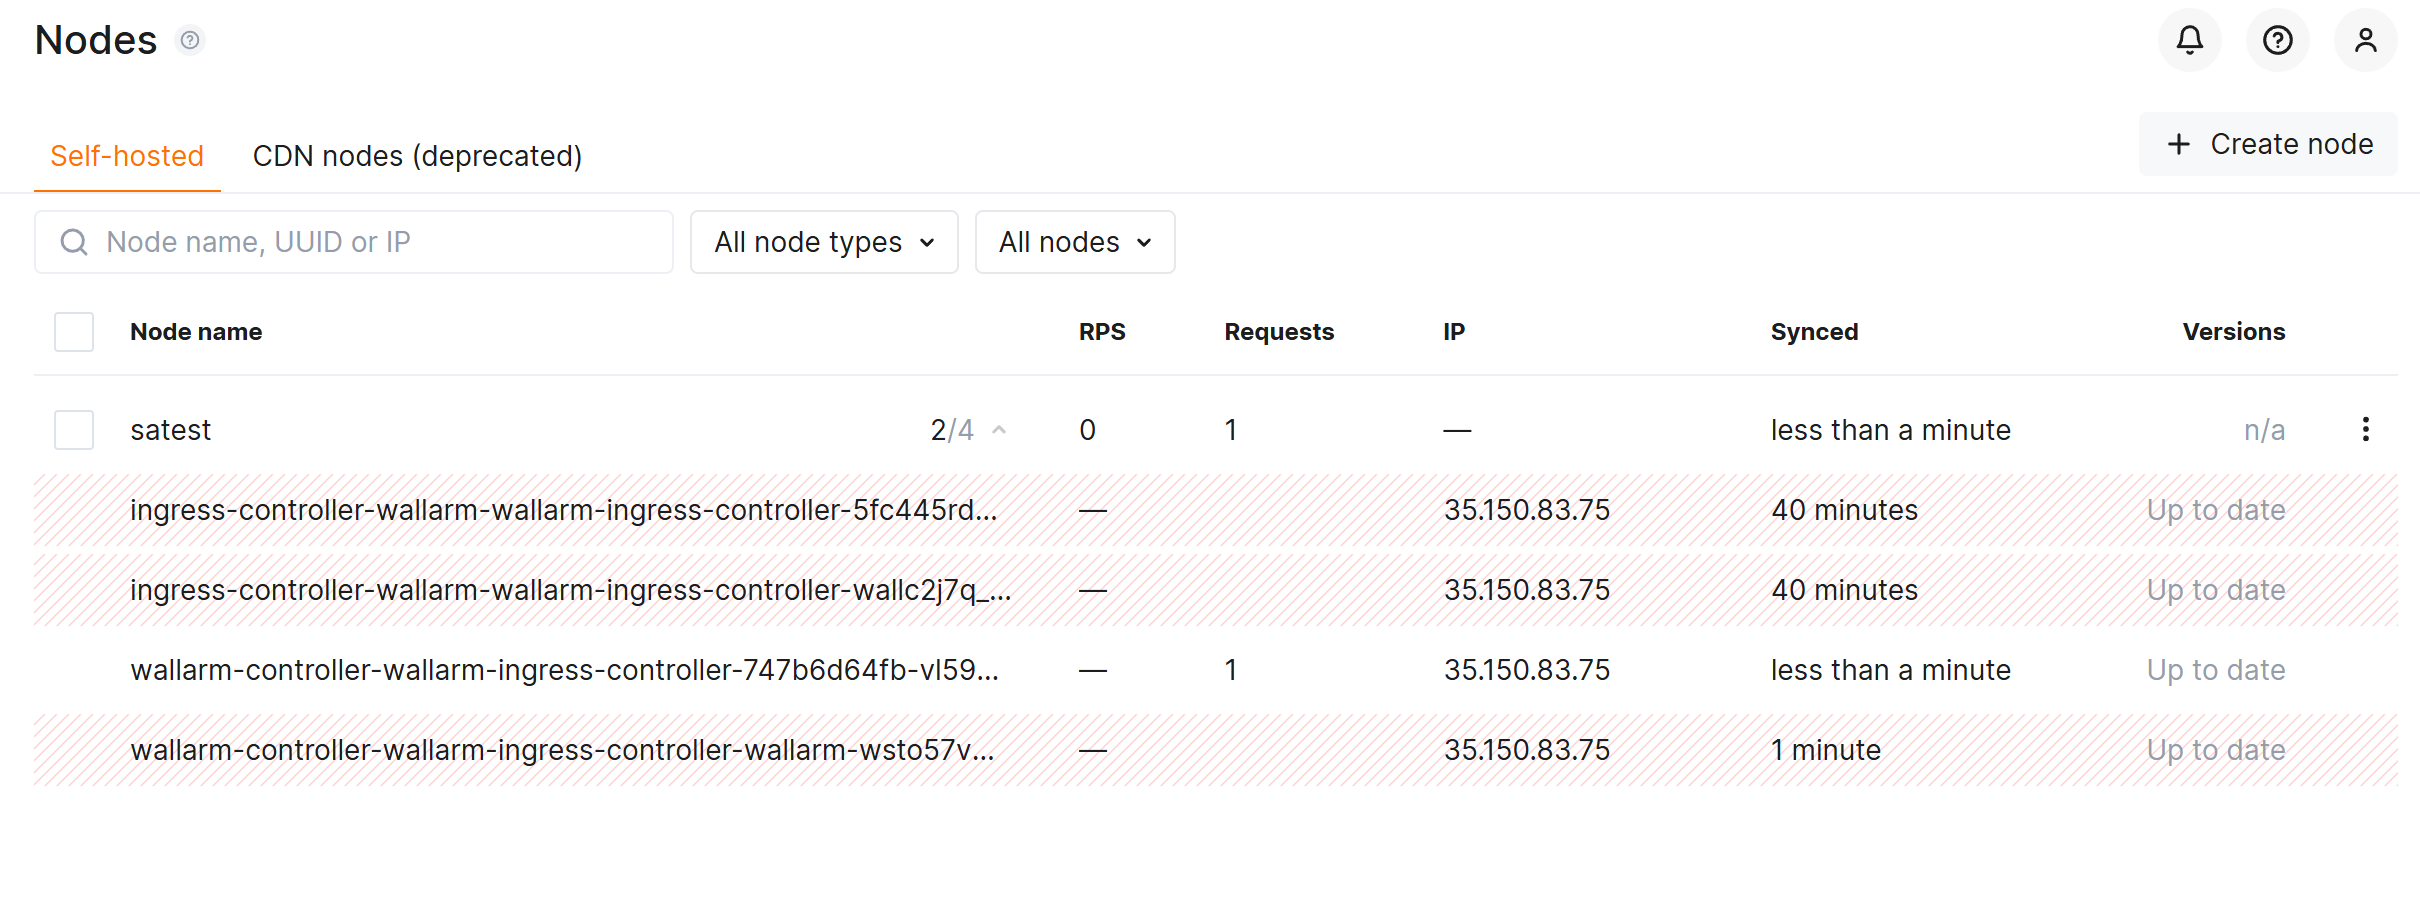 Nodes
Self-hosted CDN nodes (deprecated) Create node
Node name, UUID or IP All node types All nodes
Node name RPS Requests IP Synced Versions
satest 2/4 0 1 — less than a minute n/a
ingress-controller-wallarm-wallarm-ingress-controller-5fc445rd... — 35.150.83.75 40 minutes Up to date
ingress-controller-wallarm-wallarm-ingress-controller-wallc2j7q_... — 35.150.83.75 40 minutes Up to date
wallarm-controller-wallarm-ingress-controller-747b6d64fb-vl59... — 1 35.150.83.75 less than a minute Up to date
wallarm-controller-wallarm-ingress-controller-wallarm-wsto57v... — 35.150.83.75 1 minute Up to date